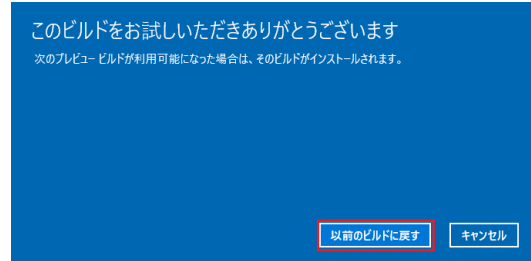 このビルドをお試しいただきありがとうございます
次のプレビュー ビルドが利用可能になった場合は、そのビルドがインストールされます。
以前のビルドに戻す
キャンセル